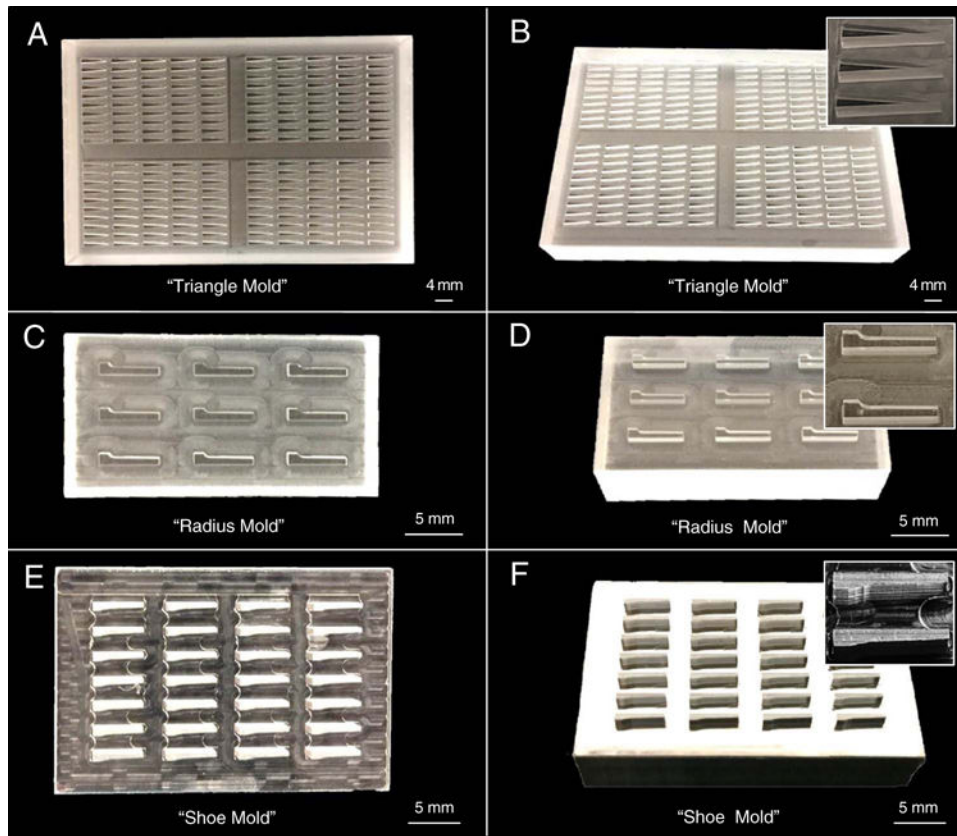 A
B
"Triangle Mold"
4 mm
"Triangle Mold"
4 mm
C
D
"Radius Mold"
5 mm
"Radius Mold"
5 mm
E
F
"Shoe Mold"
5 mm
"Shoe Mold"
5 mm